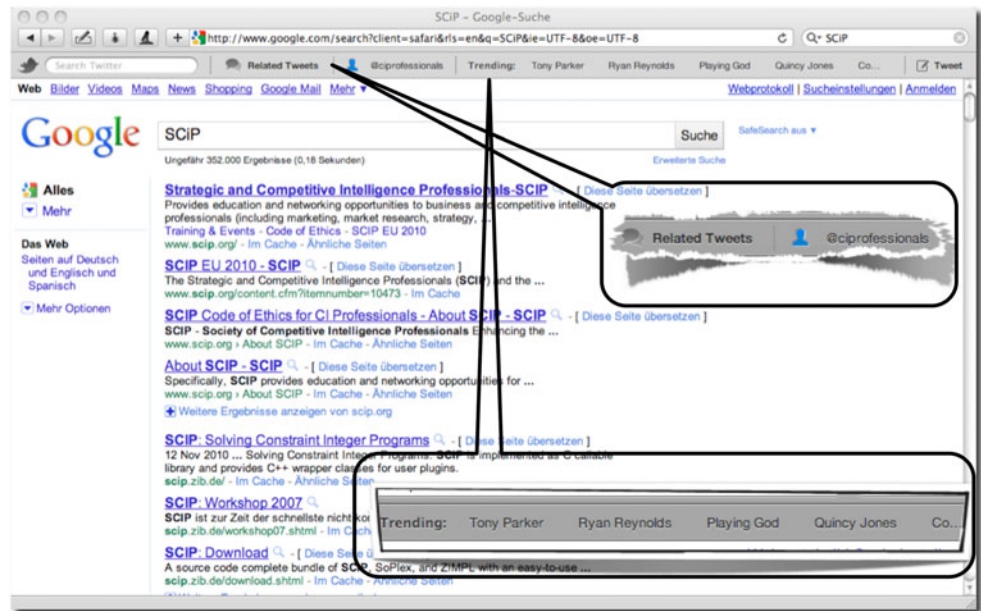 SCiP – Google-Suche
http://www.google.com/search?client=safari&rls=en&q=SCiP&ie=UTF-8&oe=UTF-8
SCiP
Search Twitter Related Tweets @ciprofessionals Trending: Tony Parker Ryan Reynolds Playing God Quincy Jones Co... Tweet
Web Bilder Videos Maps News Shopping Google Mail Mehr Webprotokoll | Sucheinstellungen | Anmelden
Google SCiP Suche SafeSearch aus
Ungefähr 352.000 Ergebnisse (0,18 Sekunden) Erweiterte Suche
Alles
Mehr
Das Web
Seiten auf Deutsch
und Englisch und
Spanisch
Mehr Optionen
Strategic and Competitive Intelligence Professionals-SCIP - [ Diese Seite übersetzen ]
Provides education and networking opportunities to business and competitive intelligence
professionals (including marketing, market research, strategy, ...
Training & Events - Code of Ethics - SCIP EU 2010
www.scip.org/ - Im Cache - Ähnliche Seiten
SCIP EU 2010 - SCIP - [ Diese Seite übersetzen ]
The Strategic and Competitive Intelligence Professionals (SCIP) and the ...
www.scip.org/content.cfm?itemnumber=10473 - Im Cache
SCIP Code of Ethics for CI Professionals - About SCIP - SCIP - [ Diese Seite übersetzen ]
SCIP - Society of Competitive Intelligence Professionals Enhancing the ...
www.scip.org › About SCIP - Im Cache - Ähnliche Seiten
About SCIP - SCIP - [ Diese Seite übersetzen ]
Specifically, SCIP provides education and networking opportunities for ...
www.scip.org › About SCIP - Im Cache - Ähnliche Seiten
Weitere Ergebnisse anzeigen von scip.org
SCIP: Solving Constraint Integer Programs - [ Diese Seite übersetzen ]
12 Nov 2010 ... Solving Constraint Integer Programs. SCIP is implemented as C callable
library and provides C++ wrapper classes for user plugins.
scip.zib.de/ - Im Cache - Ähnliche Seiten
SCIP: Workshop 2007
SCIP ist zur Zeit der schnellste nicht
scip.zib.de/workshop07.shtml - Im
SCIP: Download - [ Diese Seite
A source code complete bundle of SCIP, SoPlex, and ZIMPL with an easy-to-use ...
scip.zib.de/download.shtml - Im Cache - Ähnliche Seiten
Related Tweets @ciprofessionals
Trending: Tony Parker Ryan Reynolds Playing God Quincy Jones Co...